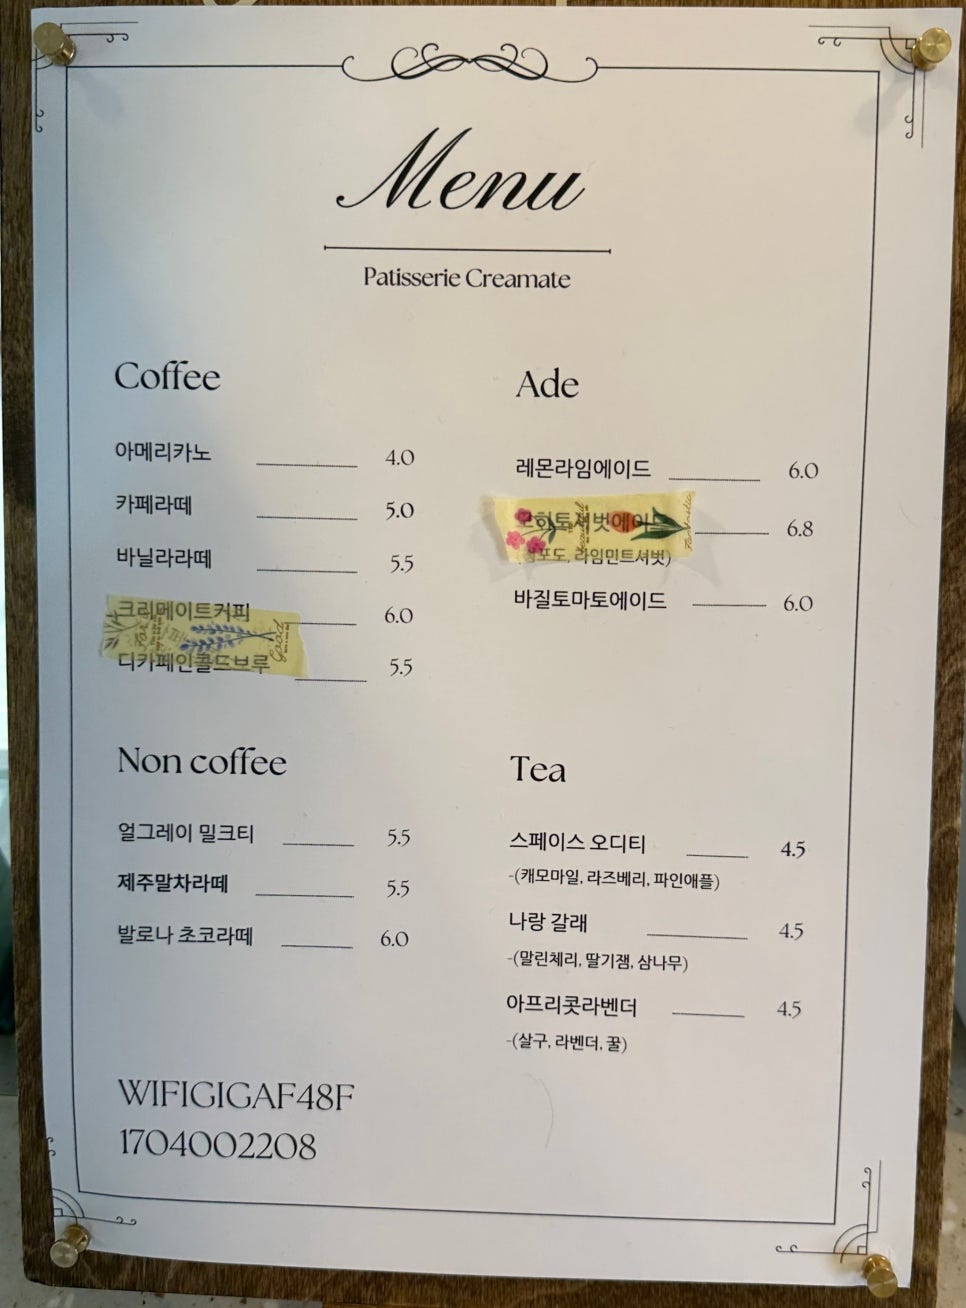 Menu
Patisserie Creamate
Coffee
아메리카노 4.0
카페라떼 5.0
바닐라라떼 5.5
크리메이트커피 6.0
디카페인콜드브루 5.5
Ade
레몬라임에이드 6.0
6.8
라임민트셔벗)
바질토마토에이드 6.0
Non coffee
얼그레이 밀크티 5.5
제주말차라떼 5.5
발로나 초코라떼 6.0
Tea
스페이스 오디티 4.5
-(캐모마일, 라즈베리, 파인애플)
나랑 갈래 4.5
-(말린체리, 딸기잼, 삼나무)
아프리콧라벤더 4.5
-(살구, 라벤더, 꿀)
WIFIGIGAF48F
1704002208